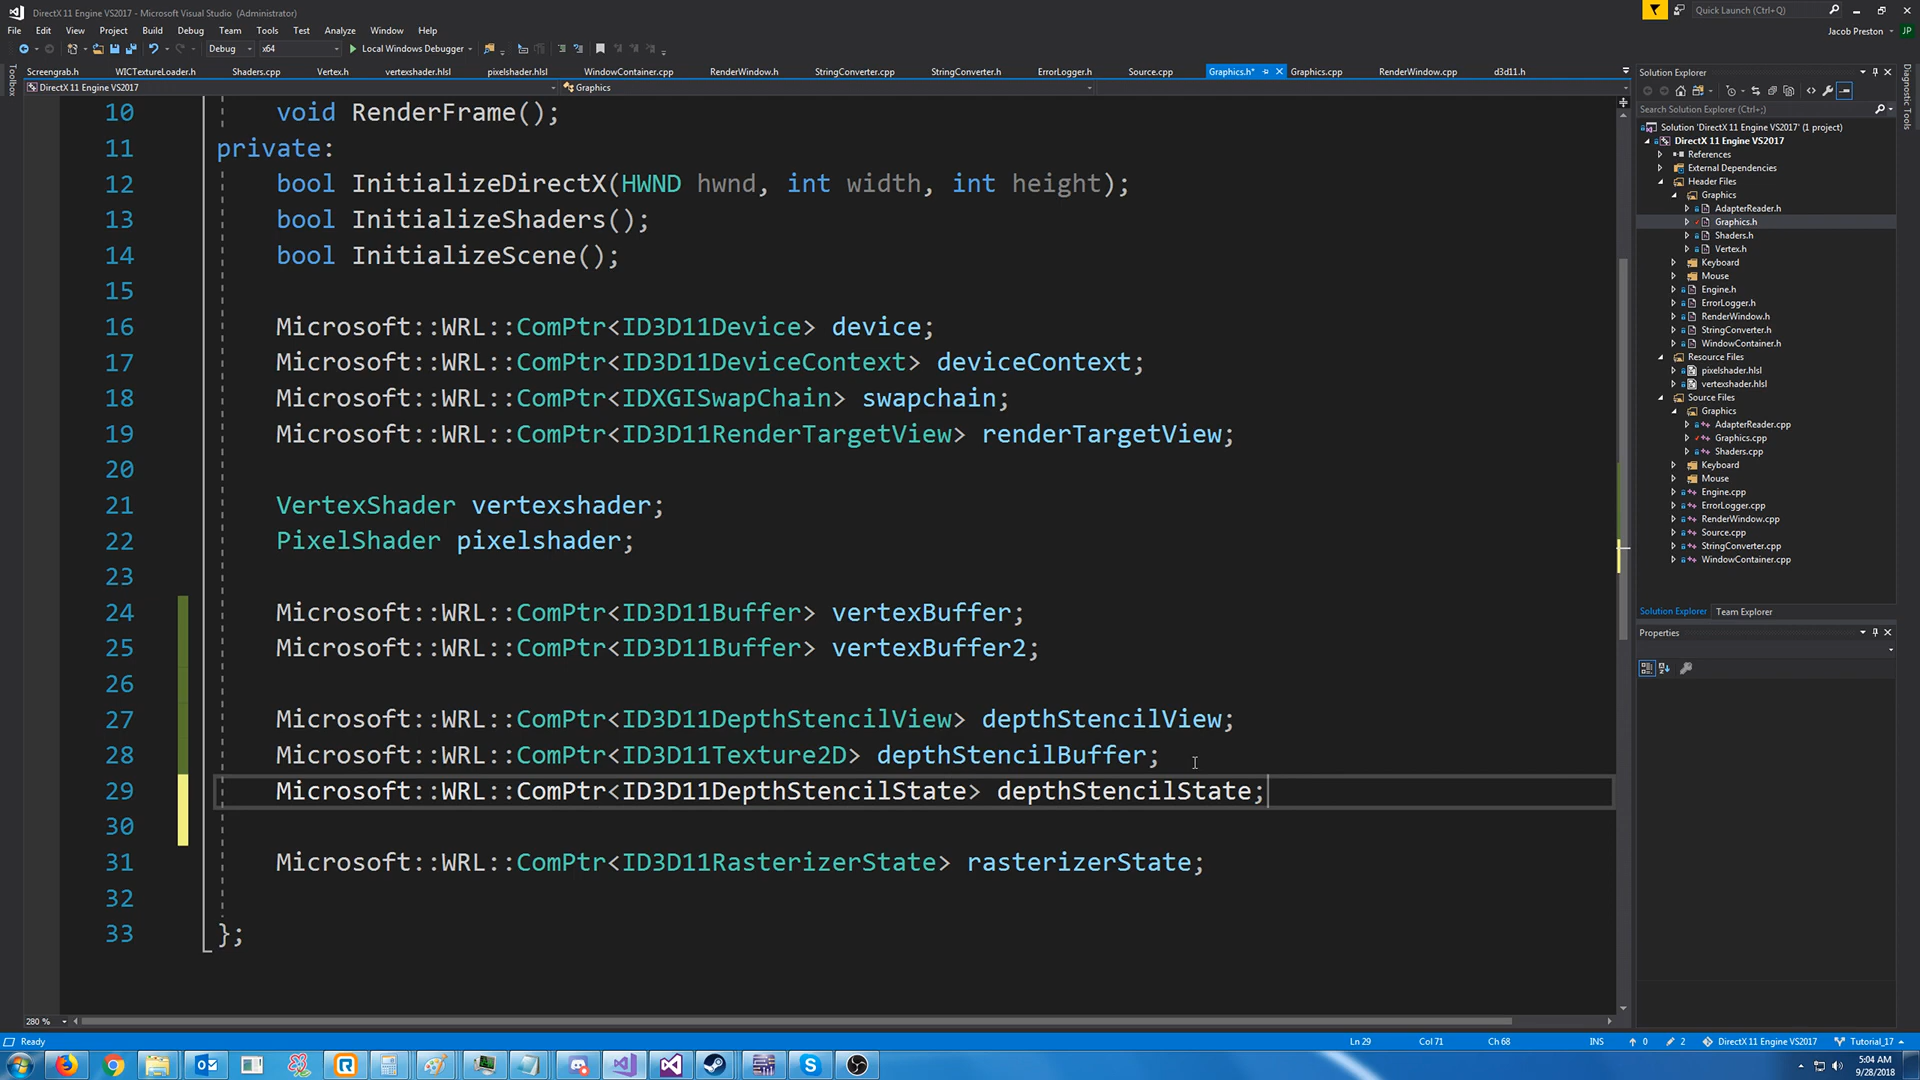 DirectX 11 Engine VS2017 - Microsoft Visual Studio (Administrator)
Quick Launch (Ctrl+Q)
File Edit View Project Build Debug Team Tools Test Analyze Window Help
Jacob Preston JP
Debug x64 Local Windows Debugger
Screengrab.h WICTextureLoader.h Shaders.cpp Vertex.h vertexshader.hlsl pixelshader.hlsl WindowContainer.cpp RenderWindow.h StringConverter.cpp StringConverter.h ErrorLogger.h Source.cpp Graphics.h* Graphics.cpp RenderWindow.cpp d3d11.h
DirectX 11 Engine VS2017 Graphics
Toolbox
10 void RenderFrame();
11 private:
12 bool InitializeDirectX(HWND hwnd, int width, int height);
13 bool InitializeShaders();
14 bool InitializeScene();
15
16 Microsoft::WRL::ComPtr<ID3D11Device> device;
17 Microsoft::WRL::ComPtr<ID3D11DeviceContext> deviceContext;
18 Microsoft::WRL::ComPtr<IDXGISwapChain> swapchain;
19 Microsoft::WRL::ComPtr<ID3D11RenderTargetView> renderTargetView;
20
21 VertexShader vertexshader;
22 PixelShader pixelshader;
23
24 Microsoft::WRL::ComPtr<ID3D11Buffer> vertexBuffer;
25 Microsoft::WRL::ComPtr<ID3D11Buffer> vertexBuffer2;
26
27 Microsoft::WRL::ComPtr<ID3D11DepthStencilView> depthStencilView;
28 Microsoft::WRL::ComPtr<ID3D11Texture2D> depthStencilBuffer;
29 Microsoft::WRL::ComPtr<ID3D11DepthStencilState> depthStencilState;
30
31 Microsoft::WRL::ComPtr<ID3D11RasterizerState> rasterizerState;
32
33 };
280 %
Solution Explorer
Search Solution Explorer (Ctrl+;)
Solution 'DirectX 11 Engine VS2017' (1 project)
DirectX 11 Engine VS2017
References
External Dependencies
Header Files
Graphics
AdapterReader.h
Graphics.h
Shaders.h
Vertex.h
Keyboard
Mouse
Engine.h
ErrorLogger.h
RenderWindow.h
StringConverter.h
WindowContainer.h
Resource Files
pixelshader.hlsl
vertexshader.hlsl
Source Files
Graphics
AdapterReader.cpp
Graphics.cpp
Shaders.cpp
Keyboard
Mouse
Engine.cpp
ErrorLogger.cpp
RenderWindow.cpp
Source.cpp
StringConverter.cpp
WindowContainer.cpp
Solution Explorer Team Explorer
Properties
Diagnostic Tools
Ready Ln 29 Col 71 Ch 68 INS 0 2 DirectX 11 Engine VS2017 Tutorial_17
5:04 AM
9/28/2018